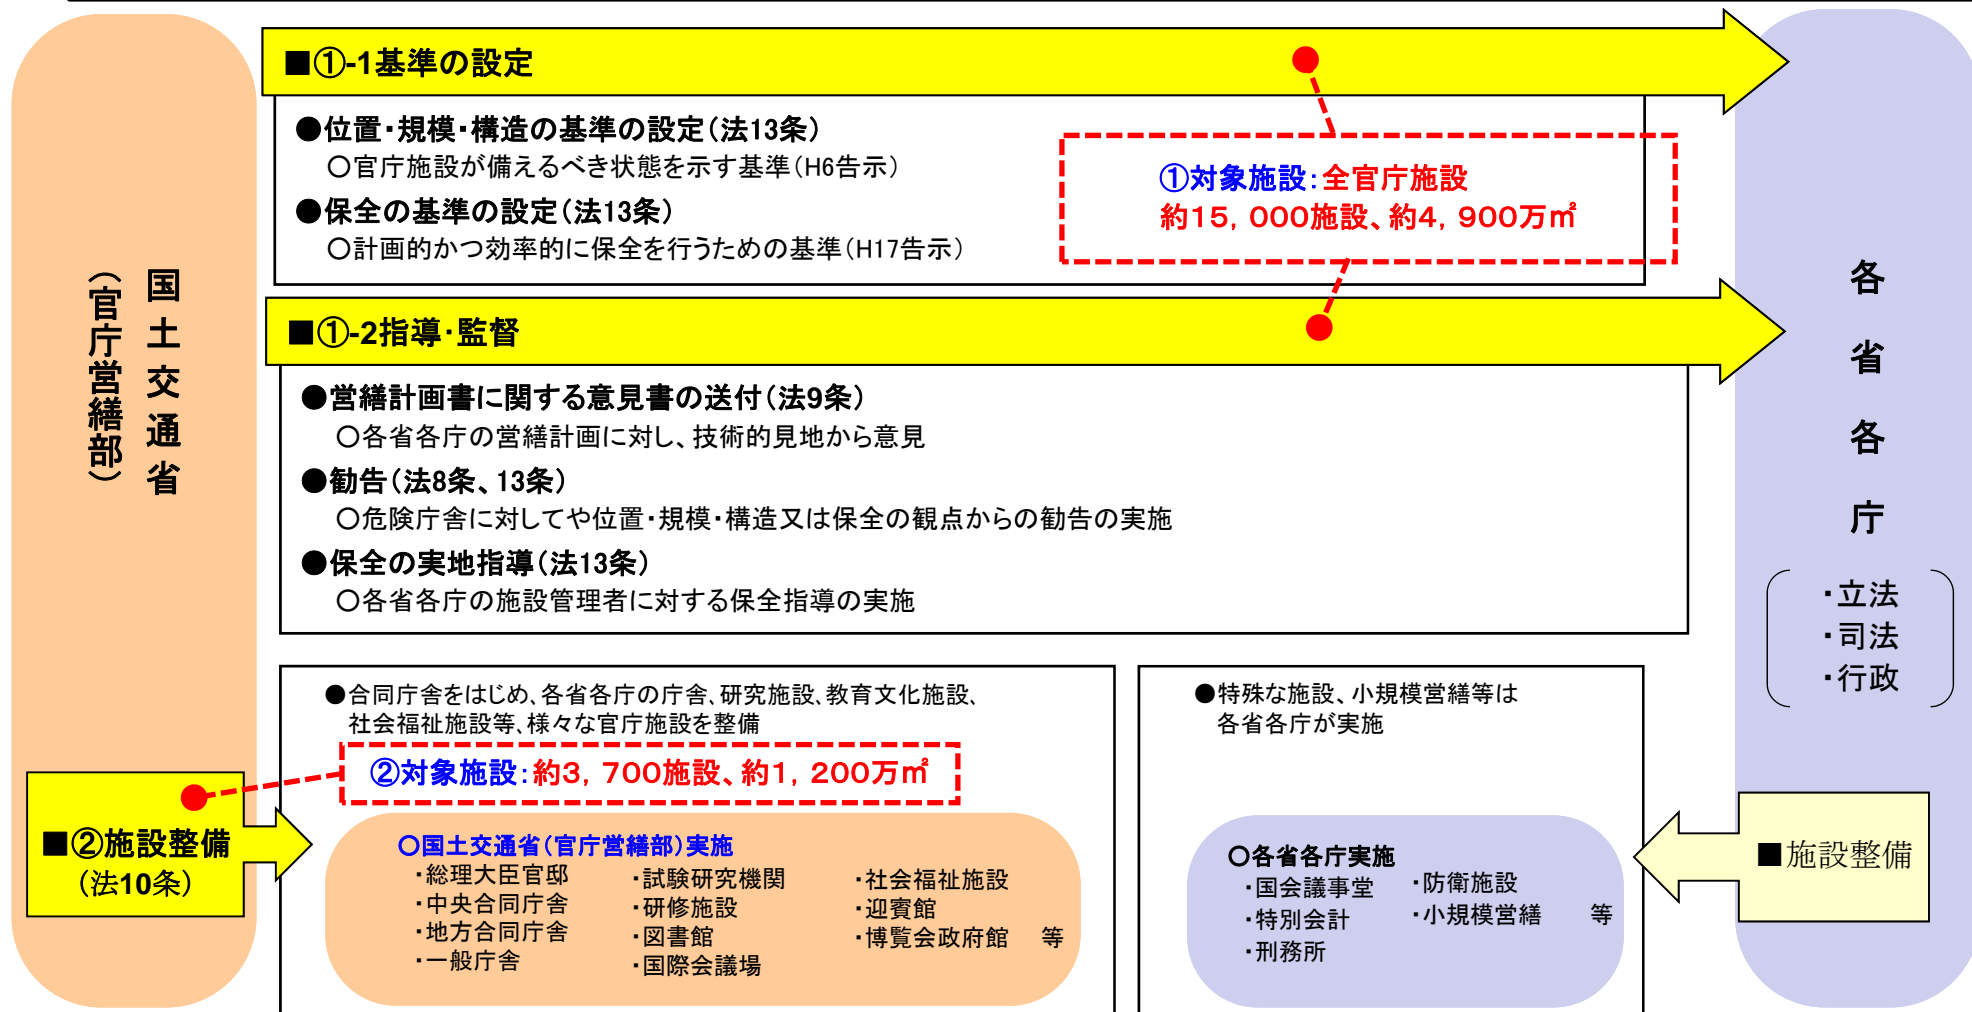 国土交通省
（官庁営繕部）
■①-1基準の設定
●位置・規模・構造の基準の設定（法13条）
○官庁施設が備えるべき状態を示す基準（H6告示）
●保全の基準の設定（法13条）
○計画的かつ効率的に保全を行うための基準（H17告示）
①対象施設：全官庁施設
約15，000施設、約4，900万㎡
■①-2指導・監督
●営繕計画書に関する意見書の送付（法9条）
○各省各庁の営繕計画に対し、技術的見地から意見
●勧告（法8条、13条）
○危険庁舎に対してや位置・規模・構造又は保全の観点からの勧告の実施
●保全の実地指導（法13条）
○各省各庁の施設管理者に対する保全指導の実施
各省各庁
・立法
・司法
・行政
■②施設整備
（法10条）
●合同庁舎をはじめ、各省各庁の庁舎、研究施設、教育文化施設、
社会福祉施設等、様々な官庁施設を整備
②対象施設：約3，700施設、約1，200万㎡
○国土交通省（官庁営繕部）実施
・総理大臣官邸
・中央合同庁舎
・地方合同庁舎
・一般庁舎
・試験研究機関
・研修施設
・図書館
・国際会議場
・社会福祉施設
・迎賓館
・博覧会政府館　等
●特殊な施設、小規模営繕等は
各省各庁が実施
○各省各庁実施
・国会議事堂
・特別会計
・刑務所
・防衛施設
・小規模営繕　等
■施設整備